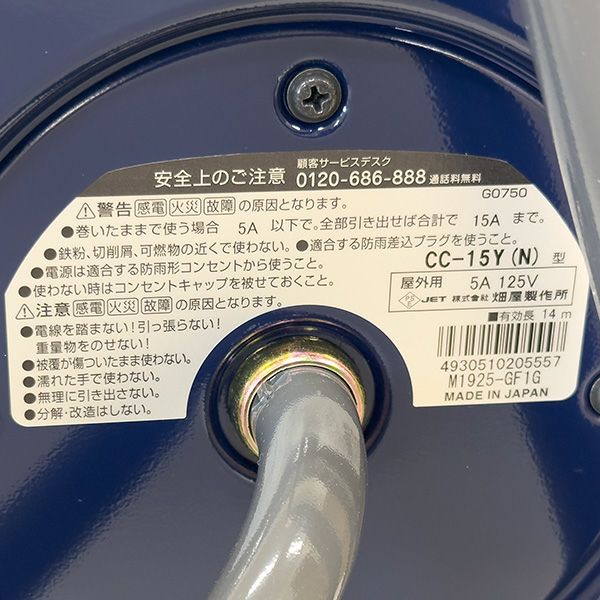 安全上のご注意 顧客サービスデスク 0120-686-888 通話料無料
G0750
警告 感電 火災 故障 の原因となります。
●巻いたままで使う場合 5A 以下で。全部引き出せば合計で 15A まで。
●鉄粉、切削屑、可燃物の近くで使わない。●適合する防雨差込プラグを使うこと。
●電源は適合する防雨形コンセントから使うこと。
●使わない時はコンセントキャップを被せておくこと。
CC-15Y(N) 型
屋外用 5A 125V
PSE JET 株式会社 畑屋製作所
■有効長 14m
注意 感電 火災 故障 の原因となります。
●電線を踏まない!引っ張らない!
重量物をのせない!
●被覆が傷ついたまま使わない。
●濡れた手で使わない。
●無理に引き出さない。
●分解・改造はしない。
4930510205557
M1925-GF1G
MADE IN JAPAN